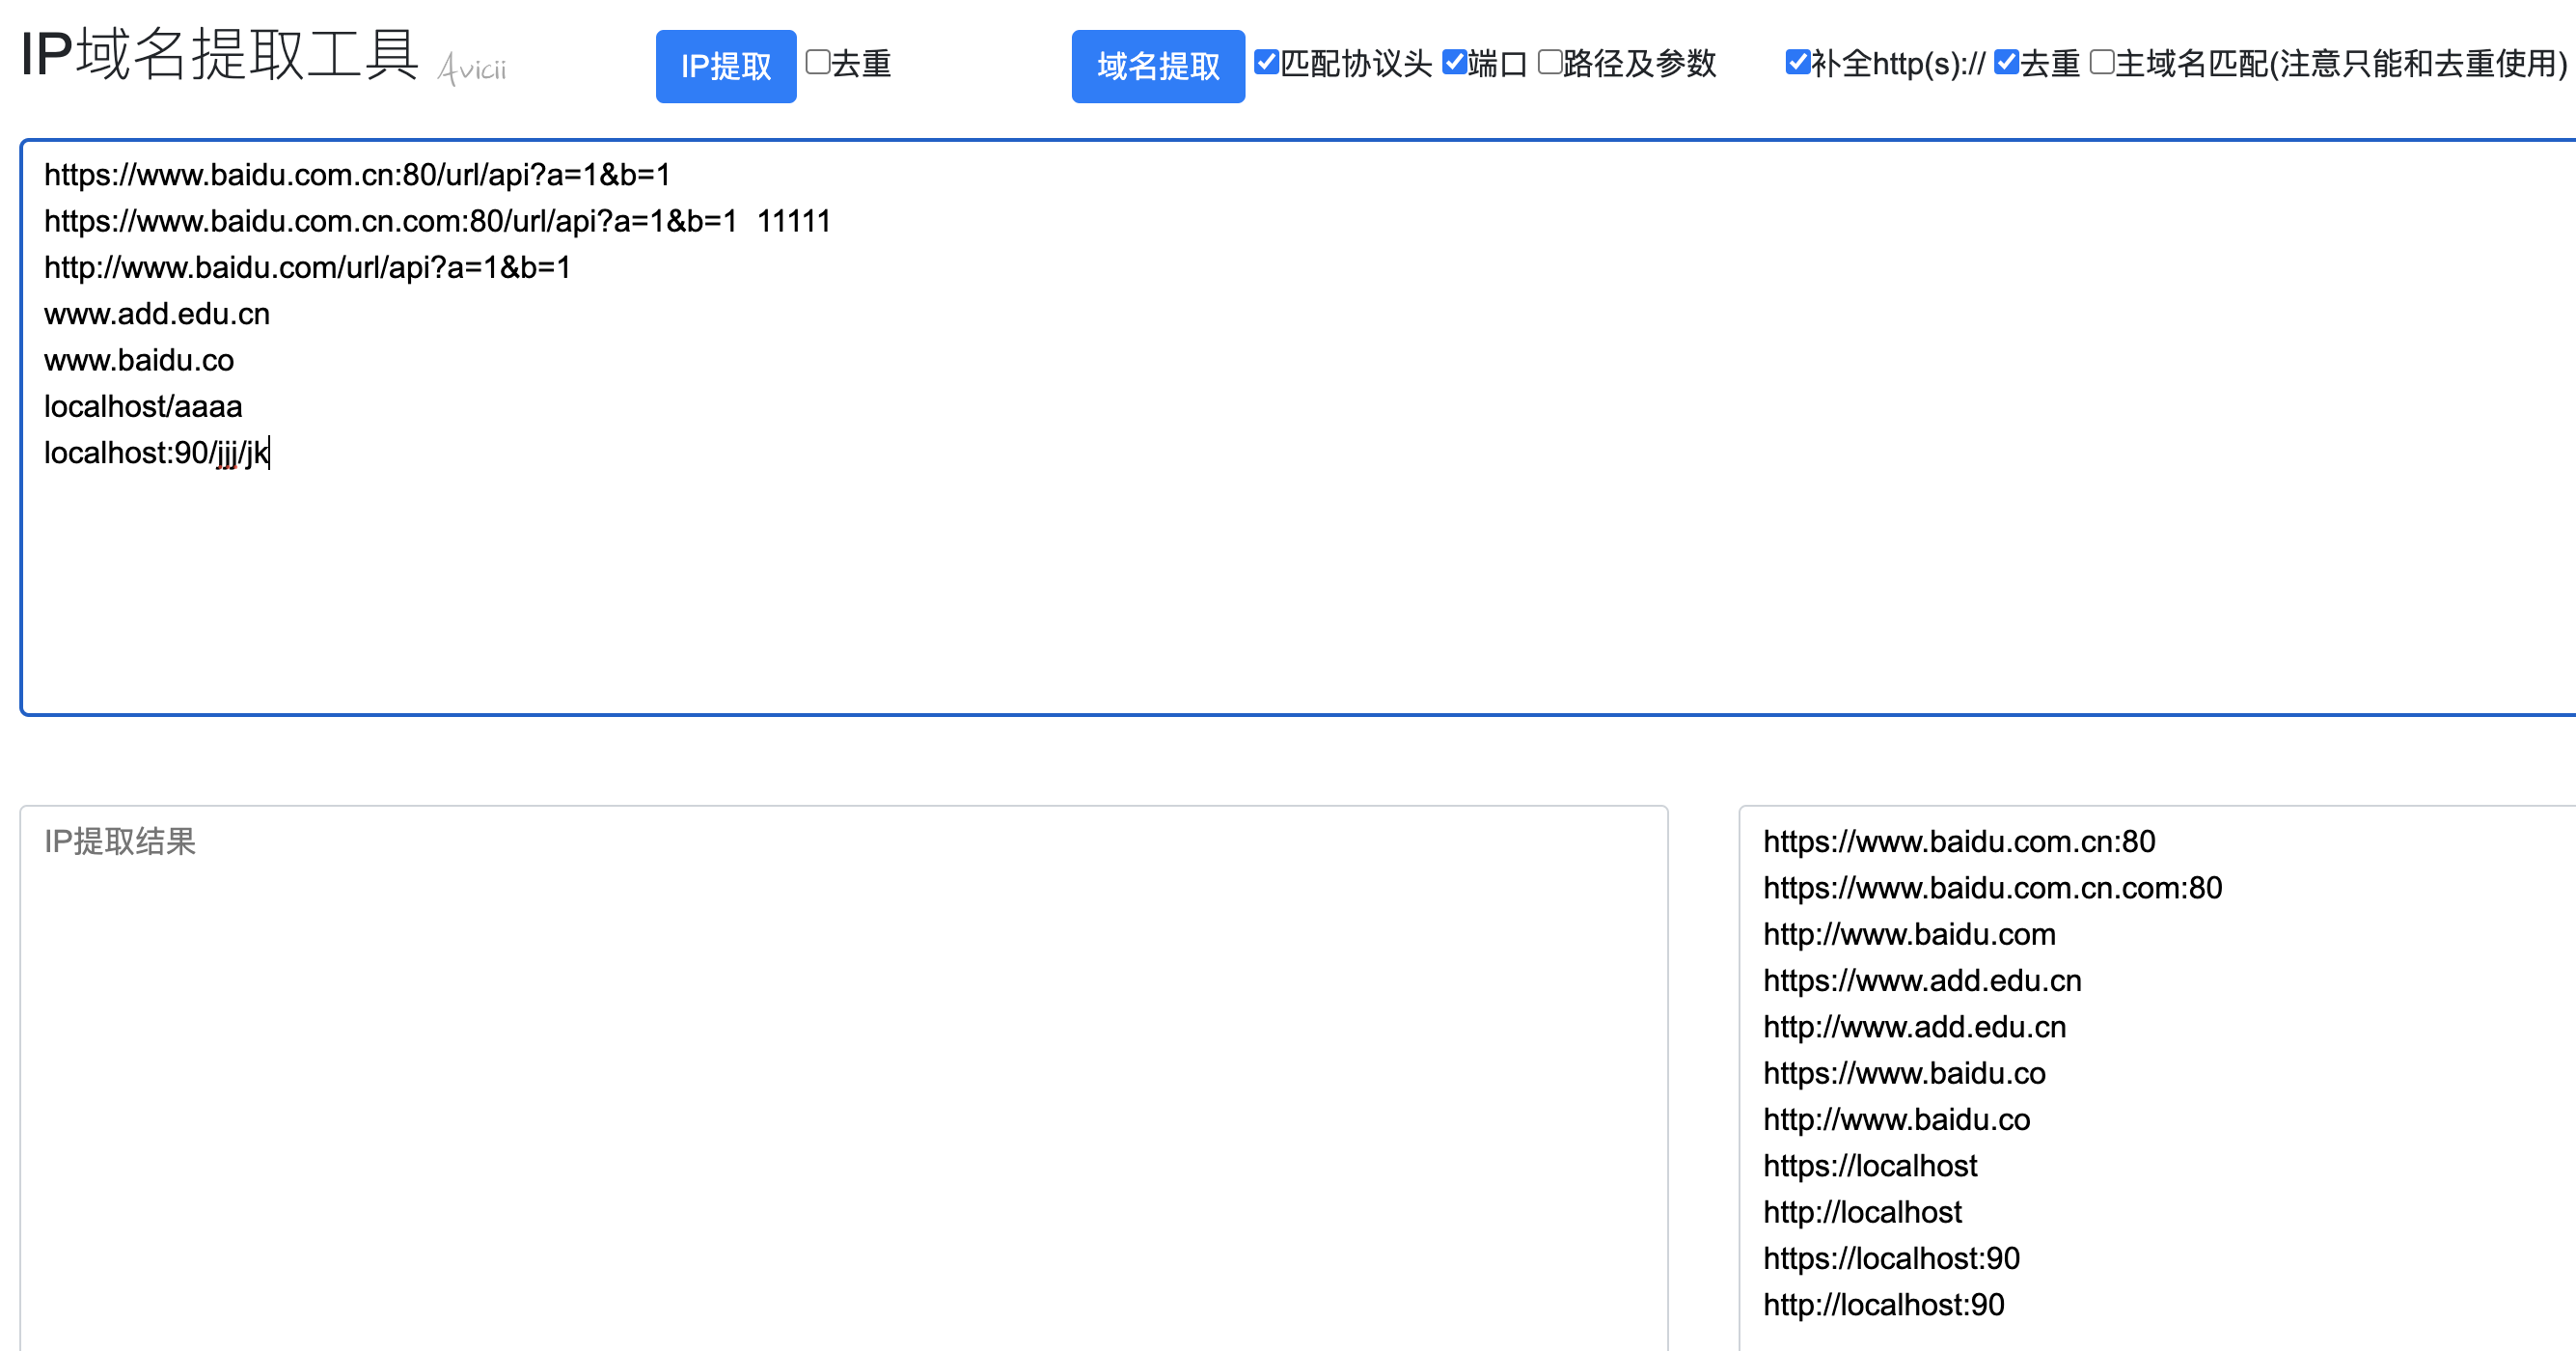 IP域名提取工具 Avicii
IP提取 去重 域名提取 匹配协议头 端口 路径及参数 补全http(s):// 去重 主域名匹配(注意只能和去重使用)
https://www.baidu.com.cn:80/url/api?a=1&b=1
https://www.baidu.com.cn.com:80/url/api?a=1&b=1  11111
http://www.baidu.com/url/api?a=1&b=1
www.add.edu.cn
www.baidu.co
localhost/aaaa
localhost:90/jjj/jk
IP提取结果
https://www.baidu.com.cn:80
https://www.baidu.com.cn.com:80
http://www.baidu.com
https://www.add.edu.cn
http://www.add.edu.cn
https://www.baidu.co
http://www.baidu.co
https://localhost
http://localhost
https://localhost:90
http://localhost:90